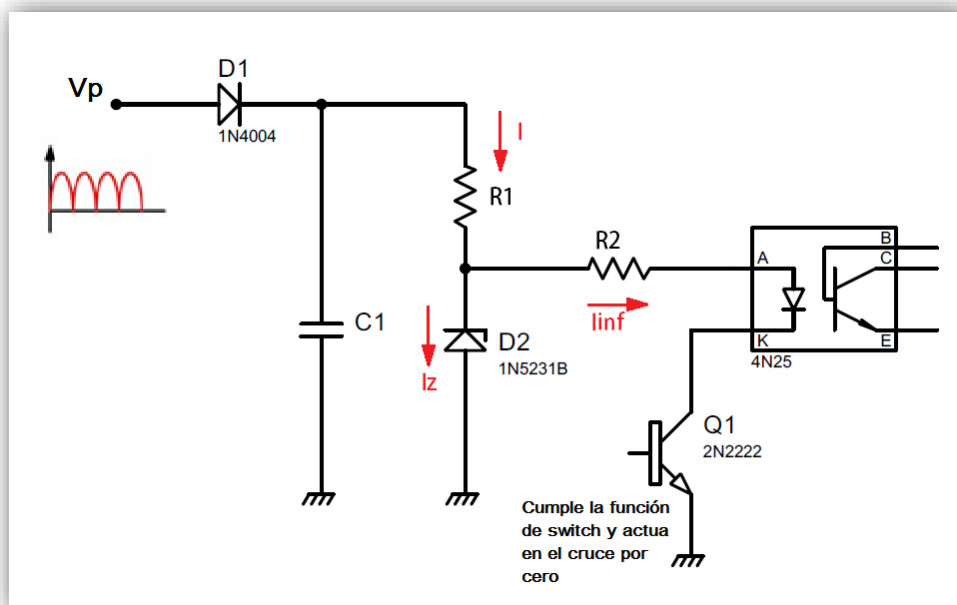 Vp
D1
1N4004
I
R1
R2
Iinf
C1
Iz
D2
1N5231B
A
K
B
C
E
4N25
Q1
2N2222
Cumple la función
de switch y actua
en el cruce por
cero